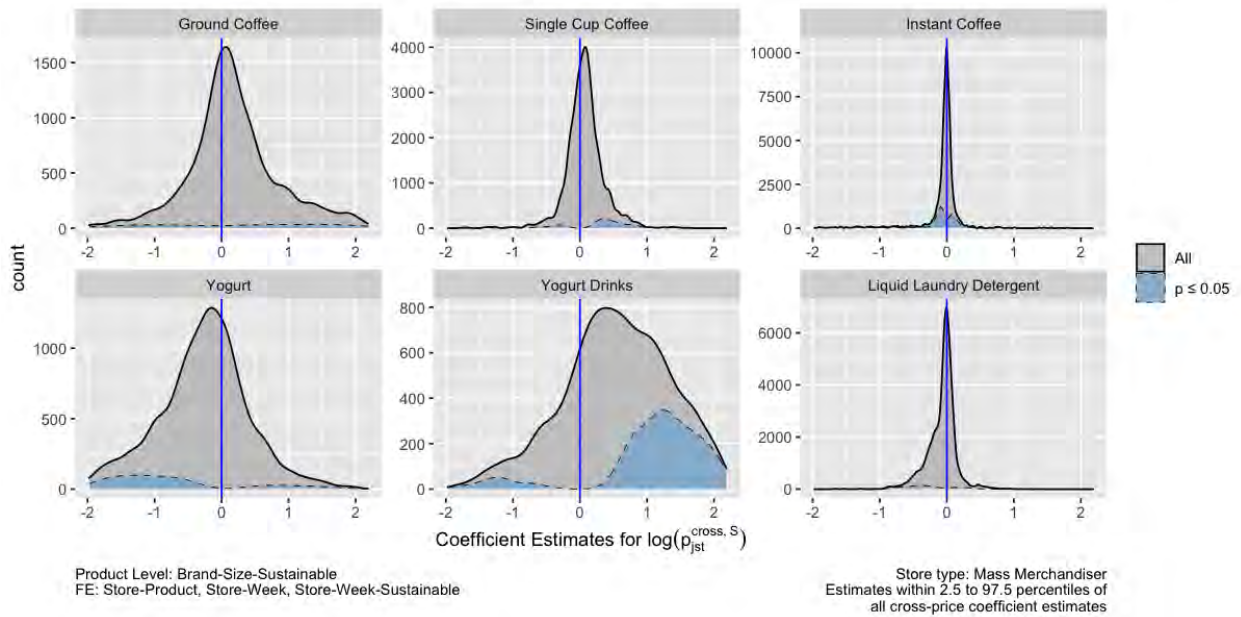 Ground Coffee
Single Cup Coffee
Instant Coffee
1500
1000
500
0
-2 -1 0 1 2
4000
3000
2000
1000
0
-2 -1 0 1 2
10000
7500
5000
2500
0
-2 -1 0 1 2
count
All
p ≤ 0.05
Yogurt
Yogurt Drinks
Liquid Laundry Detergent
1000
500
0
-2 -1 0 1 2
800
600
400
200
0
-2 -1 0 1 2
6000
4000
2000
0
-2 -1 0 1 2
Coefficient Estimates for log(p_jst^cross, S)
Product Level: Brand-Size-Sustainable
FE: Store-Product, Store-Week, Store-Week-Sustainable
Store type: Mass Merchandiser
Estimates within 2.5 to 97.5 percentiles of
all cross-price coefficient estimates